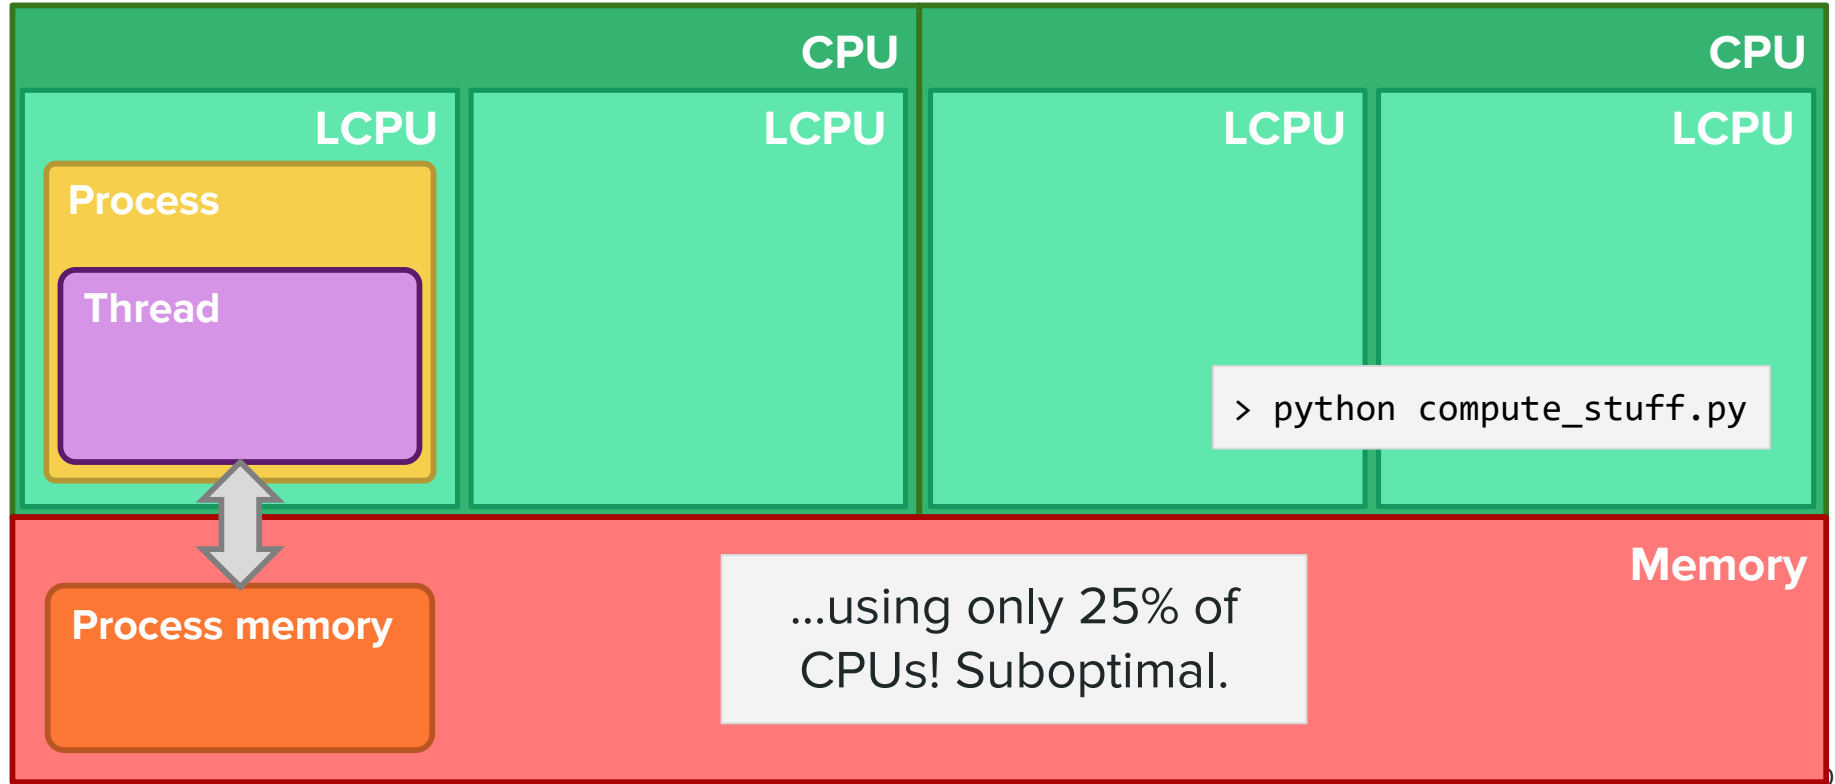 CPU
CPU
LCPU
LCPU
LCPU
LCPU
Process
Thread
> python compute_stuff.py
Memory
...using only 25% of
CPUs! Suboptimal.
Process memory